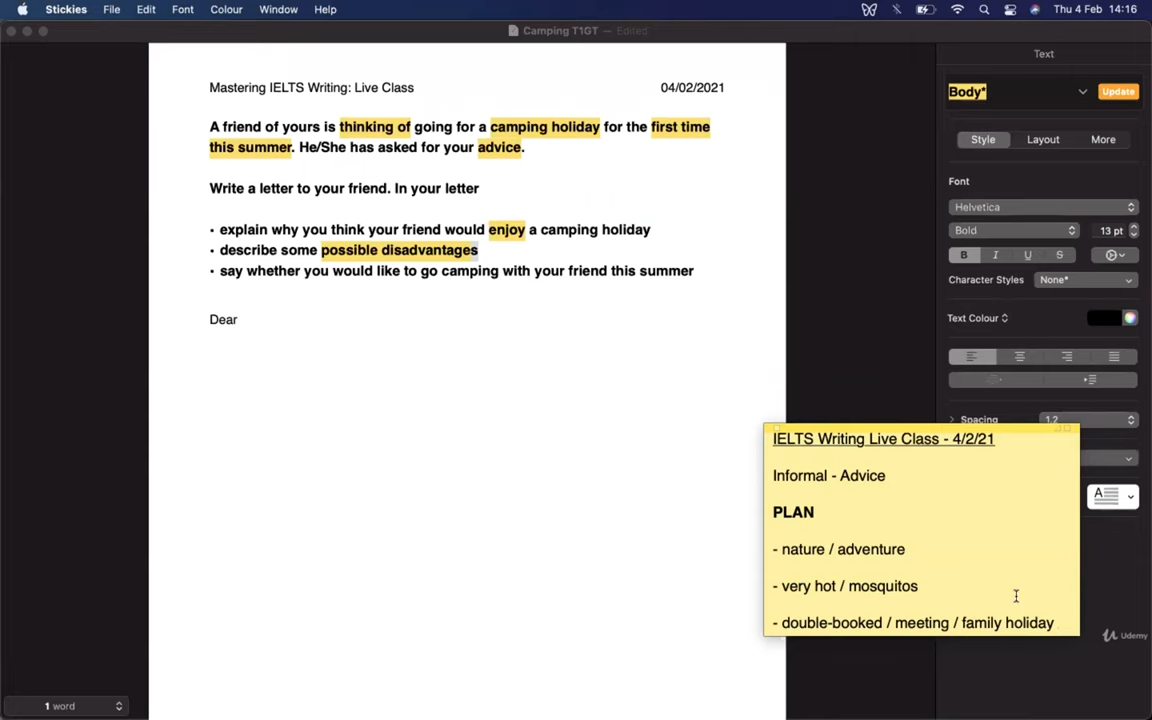 Stickies File Edit Font Colour Window Help Thu 4 Feb 14:16
Camping T1GT — Edited
Text
Mastering IELTS Writing: Live Class 04/02/2021
Body* Update
A friend of yours is thinking of going for a camping holiday for the first time
this summer. He/She has asked for your advice.
Style Layout More
Write a letter to your friend. In your letter
Font
Helvetica
• explain why you think your friend would enjoy a camping holiday
Bold 13 pt
• describe some possible disadvantages
B I U S
• say whether you would like to go camping with your friend this summer
Character Styles None*
Dear
Text Colour
Spacing 1.2
IELTS Writing Live Class - 4/2/21
Informal - Advice
PLAN
- nature / adventure
- very hot / mosquitos
- double-booked / meeting / family holiday
Udemy
1 word